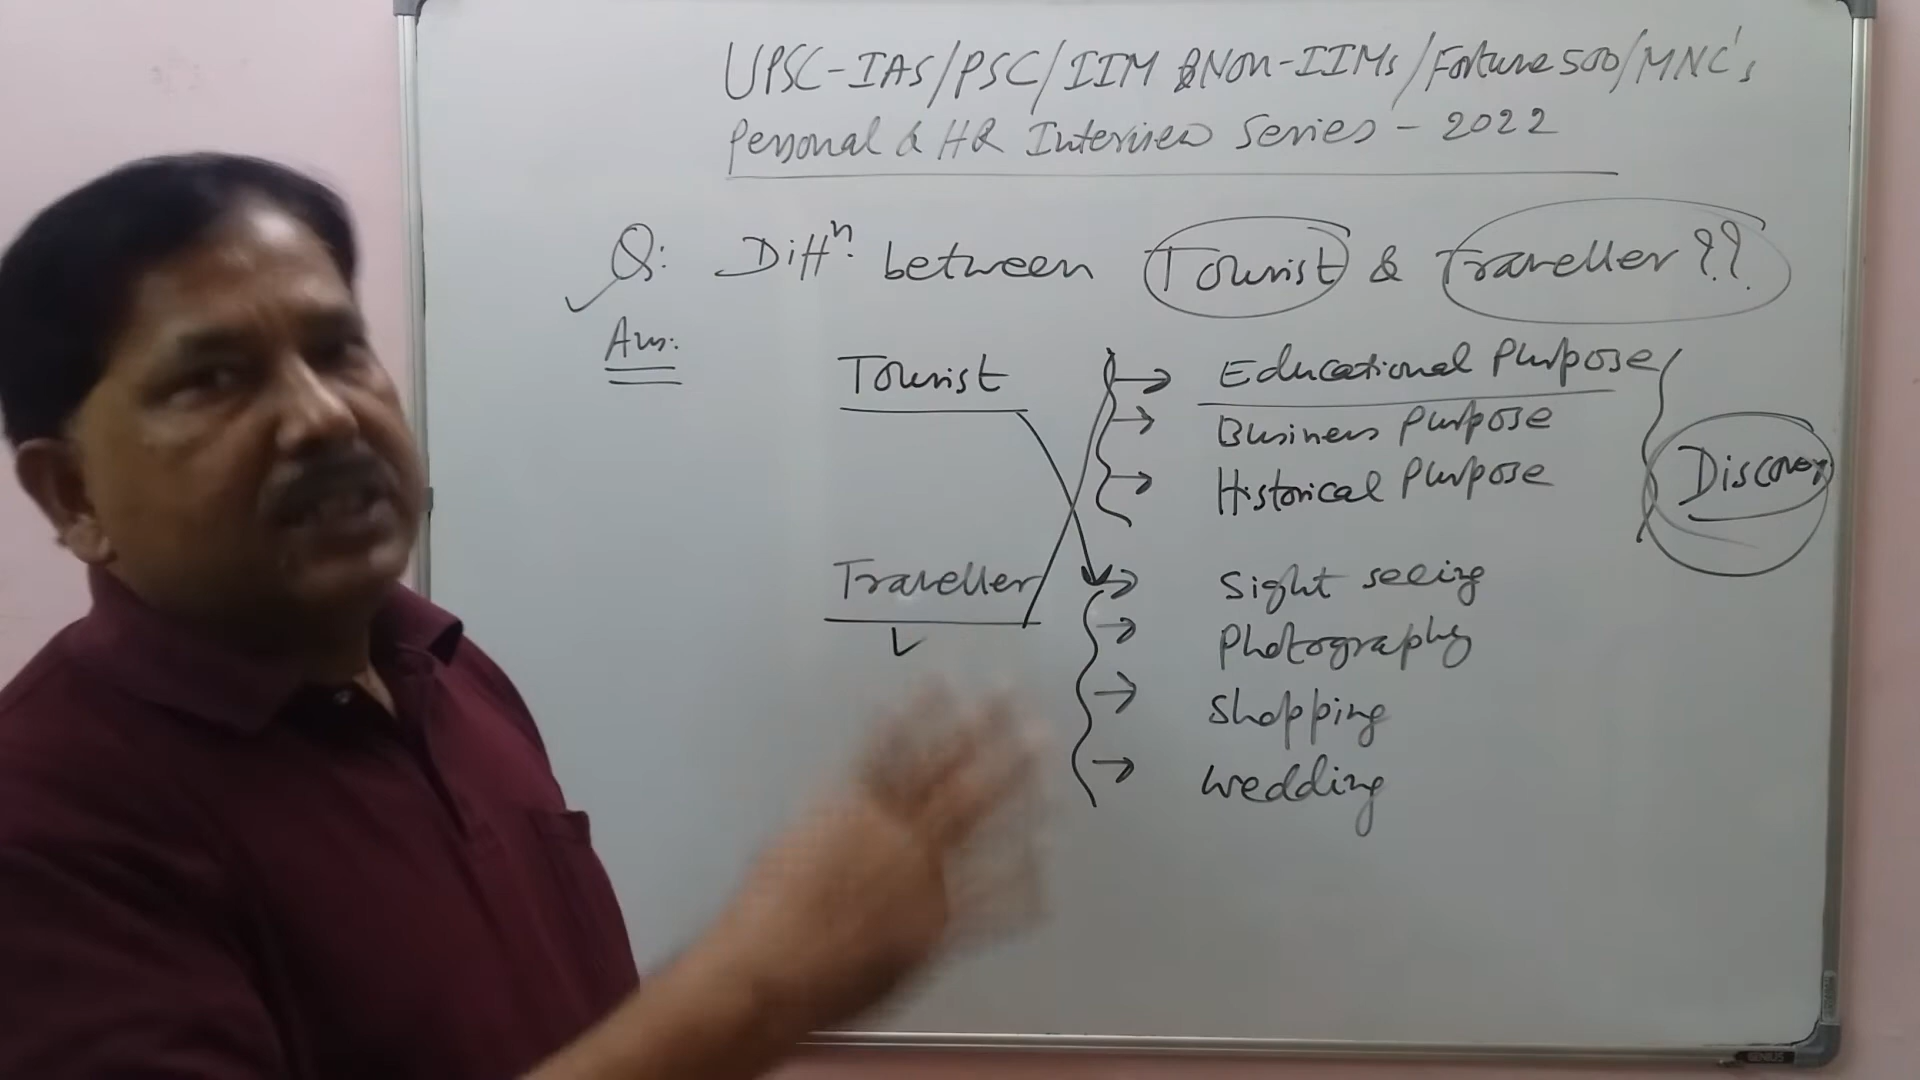 UPSC-IAS/PSC/IIM & Non-IIMs/Fortune 500/MNC's
Personal & HR Interview Series - 2022
Q: Diffⁿ. between Tourist & Traveller??
Ans:
Tourist
Educational Purpose
Business Purpose
Historical Purpose
Discovery
Traveller
Sight seeing
Photography
Shopping
Wedding
GENIUS